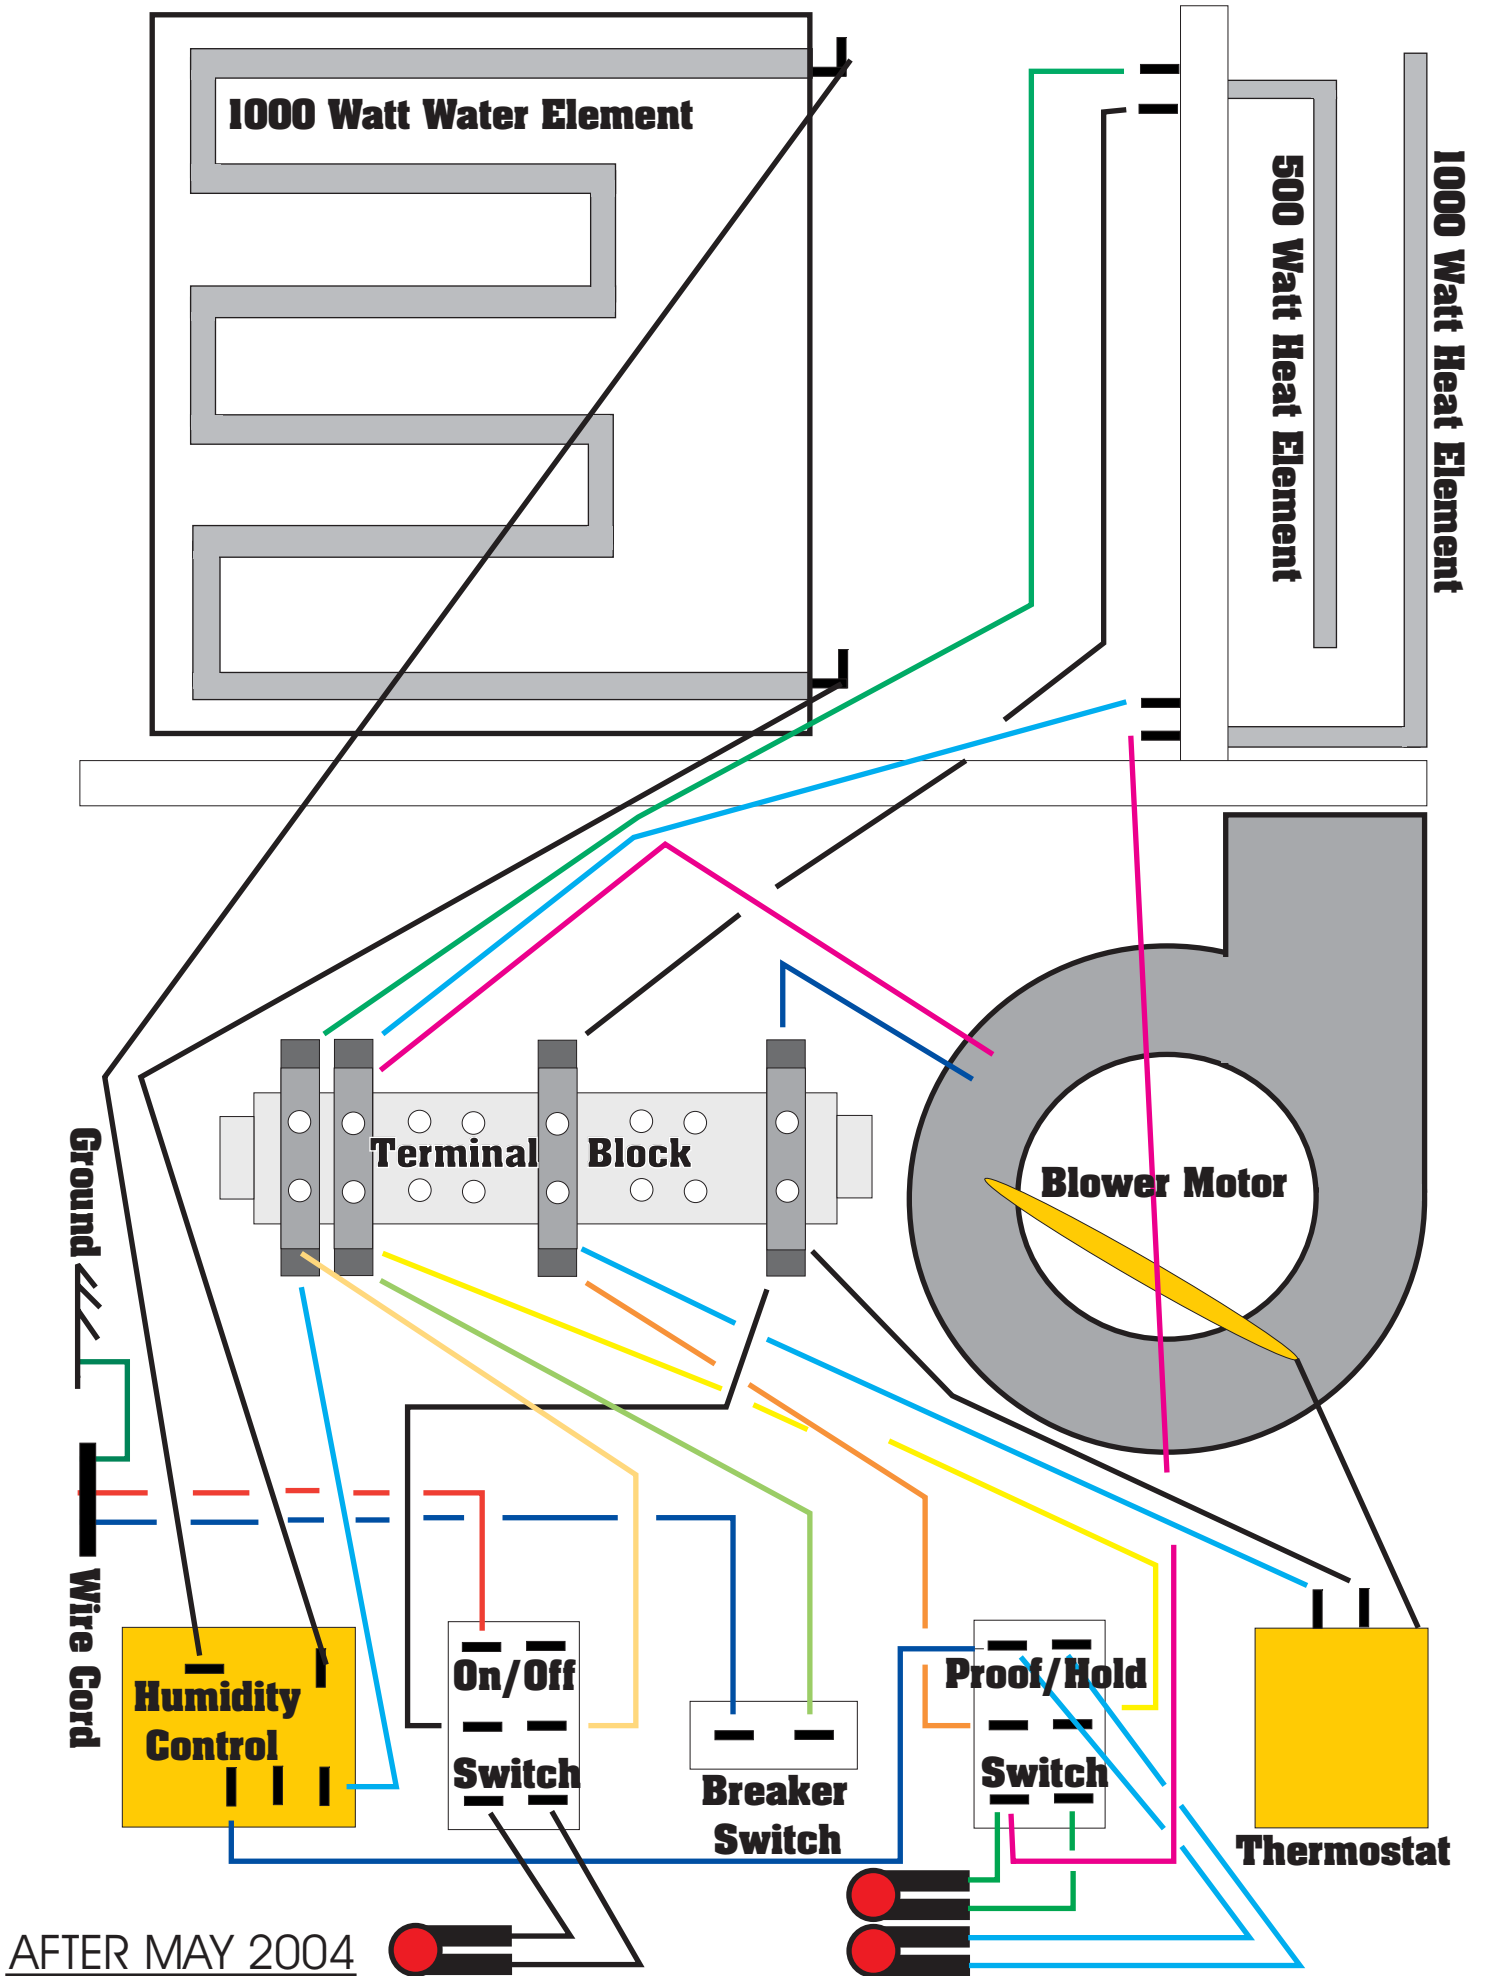 1000 Watt Water Element
500 Watt Heat Element
1000 Watt Heat Element
Terminal Block
Blower Motor
Ground
Wire Cord
Humidity
Control
On/Off
Switch
Breaker
Switch
Proof/Hold
Switch
Thermostat
AFTER MAY 2004